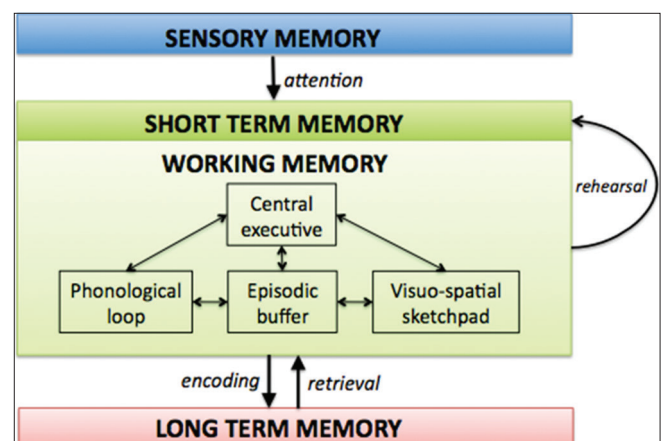 SENSORY MEMORY
attention
SHORT TERM MEMORY
WORKING MEMORY
rehearsal
Central
executive
Phonological
loop
Episodic
buffer
Visuo-spatial
sketchpad
encoding
retrieval
LONG TERM MEMORY